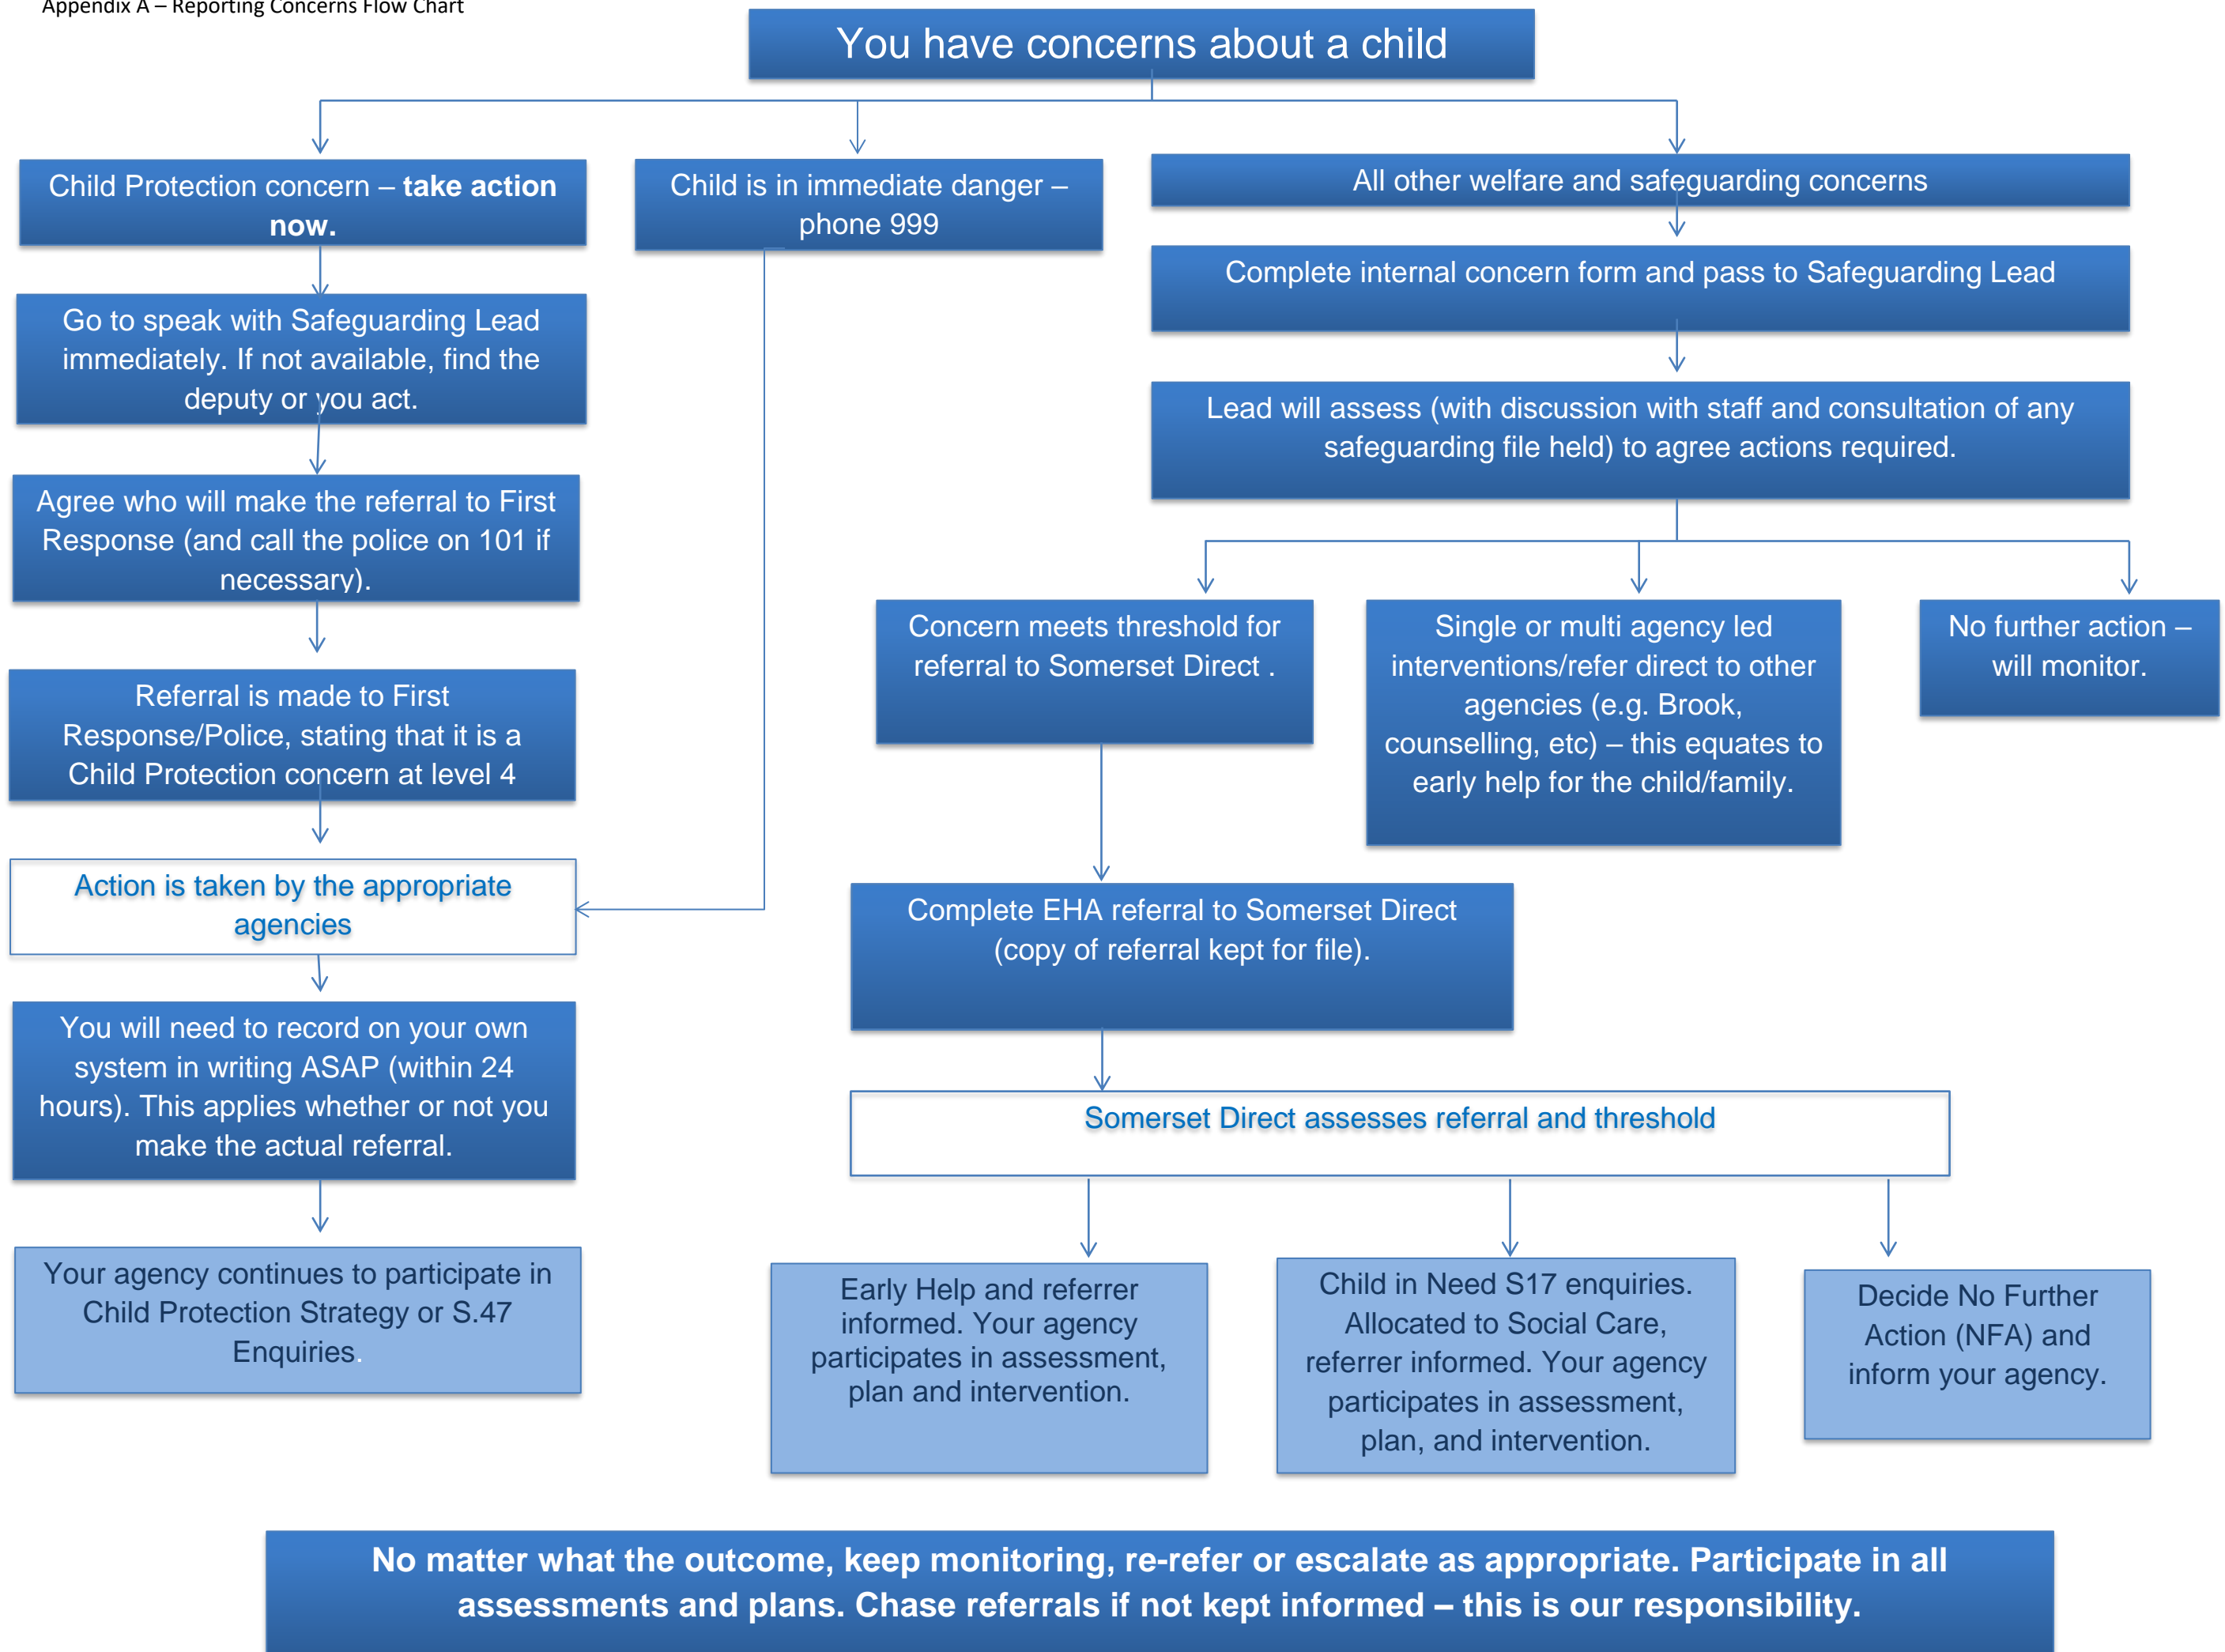 Appendix A – Reporting Concerns Flow Chart
You have concerns about a child
Child Protection concern – take action
now.
Child is in immediate danger –
phone 999
All other welfare and safeguarding concerns
Complete internal concern form and pass to Safeguarding Lead
Go to speak with Safeguarding Lead
immediately. If not available, find the
deputy or you act.
Lead will assess (with discussion with staff and consultation of any
safeguarding file held) to agree actions required.
Agree who will make the referral to First
Response (and call the police on 101 if
necessary).
Concern meets threshold for
referral to Somerset Direct .
Single or multi agency led
interventions/refer direct to other
agencies (e.g. Brook,
counselling, etc) – this equates to
early help for the child/family.
No further action –
will monitor.
Referral is made to First
Response/Police, stating that it is a
Child Protection concern at level 4
Action is taken by the appropriate
agencies
Complete EHA referral to Somerset Direct
(copy of referral kept for file).
You will need to record on your own
system in writing ASAP (within 24
hours). This applies whether or not you
make the actual referral.
Somerset Direct assesses referral and threshold
Your agency continues to participate in
Child Protection Strategy or S.47
Enquiries.
Early Help and referrer
informed. Your agency
participates in assessment,
plan and intervention.
Child in Need S17 enquiries.
Allocated to Social Care,
referrer informed. Your agency
participates in assessment,
plan, and intervention.
Decide No Further
Action (NFA) and
inform your agency.
No matter what the outcome, keep monitoring, re-refer or escalate as appropriate. Participate in all
assessments and plans. Chase referrals if not kept informed – this is our responsibility.